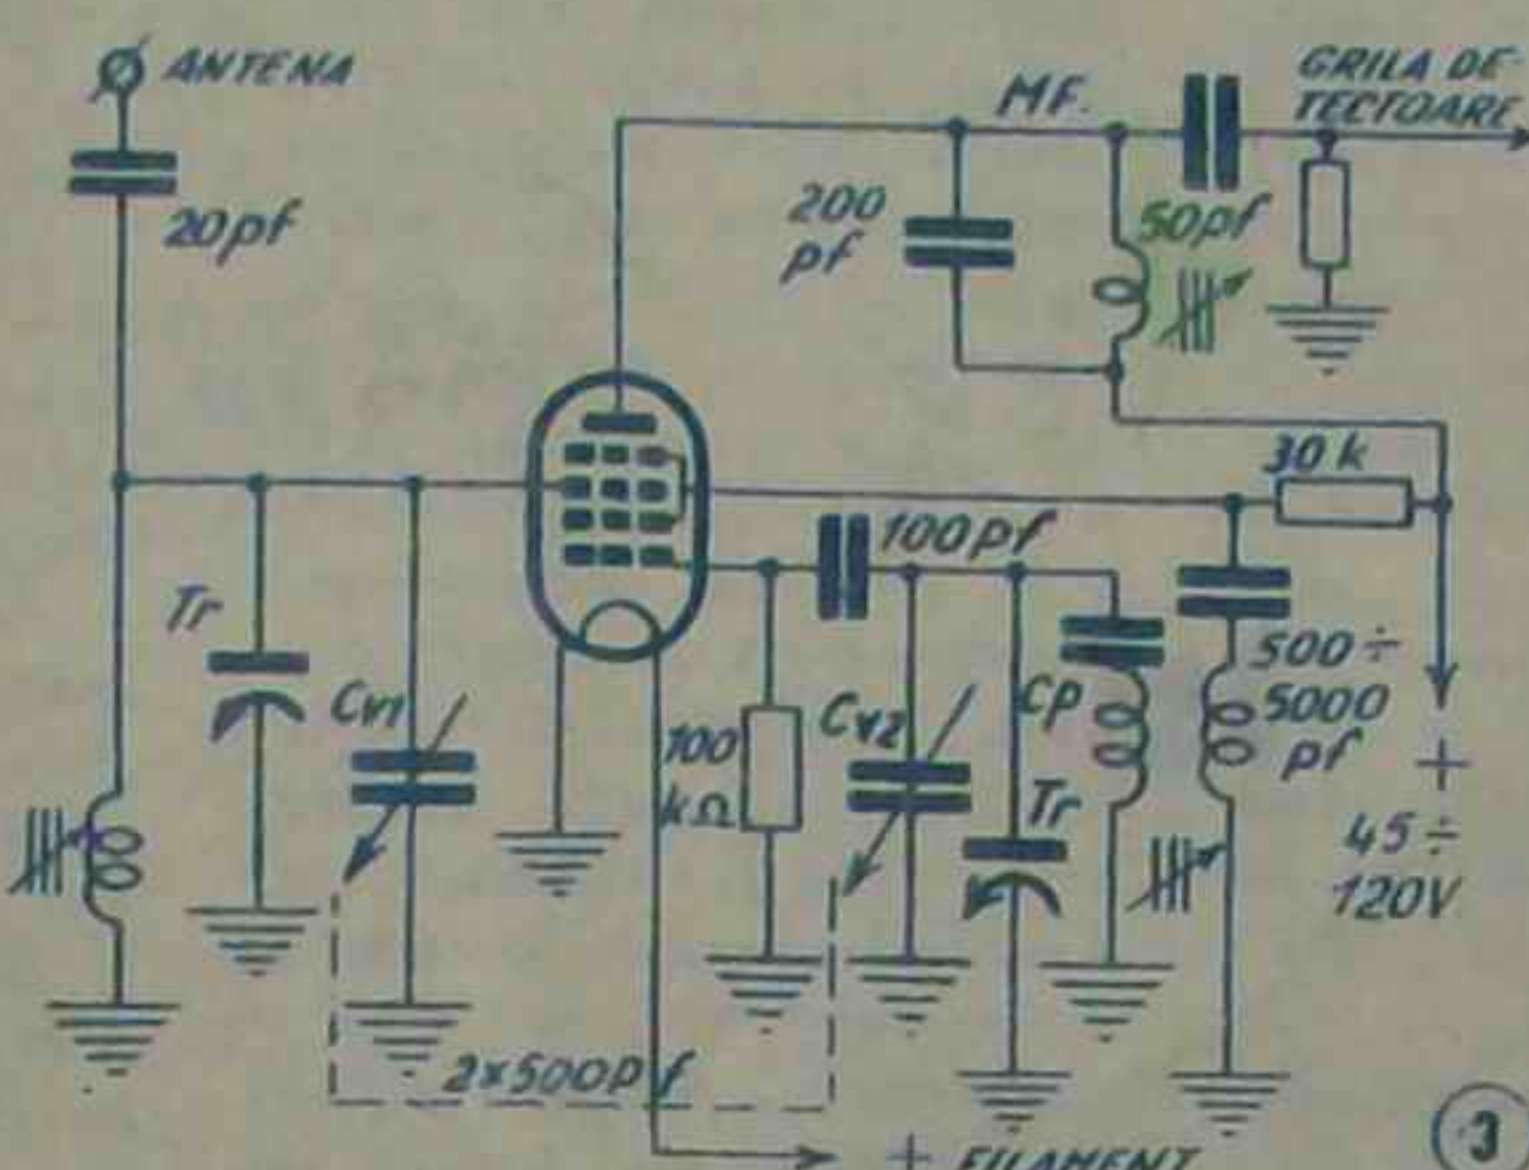 ANTENA
20pf
MF.
GRILA DE-
TECTOARE
200
pf
50pf
30 k
100pf
Tr
Cv1
100
kΩ
Cv2
Cp
Tr
500÷
5000
pf
+
45÷
120V
2×500pf
+ FILAMENT
3